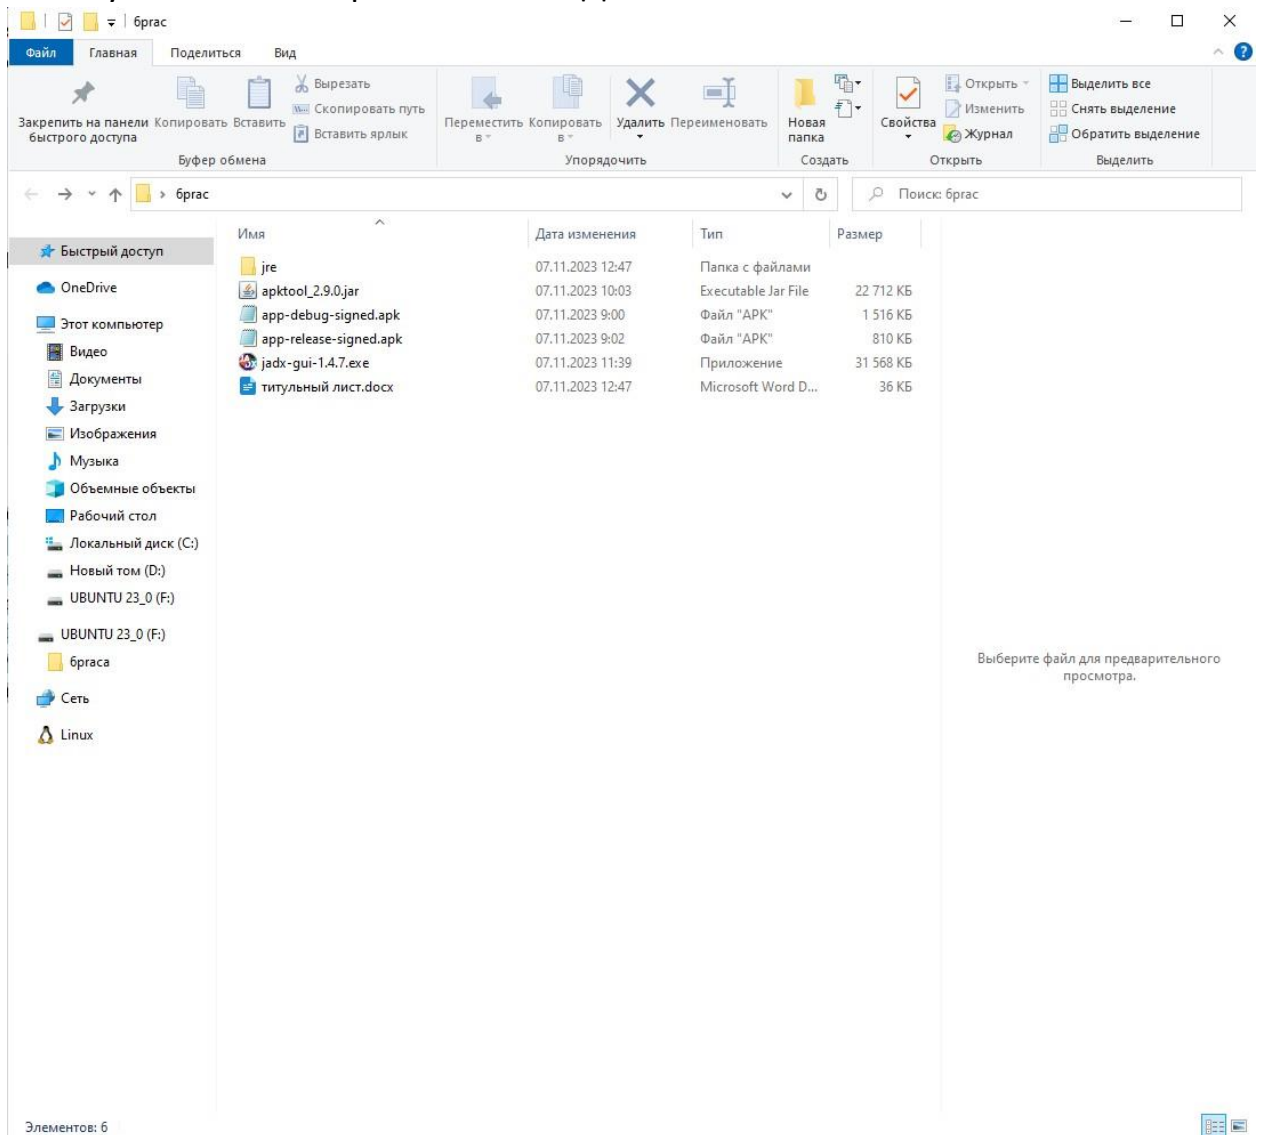 6prac
Файл Главная Поделиться Вид
Закрепить на панели быстрого доступа
Копировать
Вставить
Вырезать
Скопировать путь
Вставить ярлык
Переместить в
Копировать в
Удалить
Переименовать
Новая папка
Свойства
Открыть
Изменить
Журнал
Выделить все
Снять выделение
Обратить выделение
Буфер обмена Упорядочить Создать Открыть Выделить
6prac Поиск: 6prac
Имя Дата изменения Тип Размер
jre 07.11.2023 12:47 Папка с файлами
apktool_2.9.0.jar 07.11.2023 10:03 Executable Jar File 22 712 КБ
app-debug-signed.apk 07.11.2023 9:00 Файл "APK" 1 516 КБ
app-release-signed.apk 07.11.2023 9:02 Файл "APK" 810 КБ
jadx-gui-1.4.7.exe 07.11.2023 11:39 Приложение 31 568 КБ
титульный лист.docx 07.11.2023 12:47 Microsoft Word D... 36 КБ
Быстрый доступ
OneDrive
Этот компьютер
Видео
Документы
Загрузки
Изображения
Музыка
Объемные объекты
Рабочий стол
Локальный диск (C:)
Новый том (D:)
UBUNTU 23_0 (F:)
UBUNTU 23_0 (F:)
6praca
Сеть
Linux
Выберите файл для предварительного
просмотра.
Элементов: 6